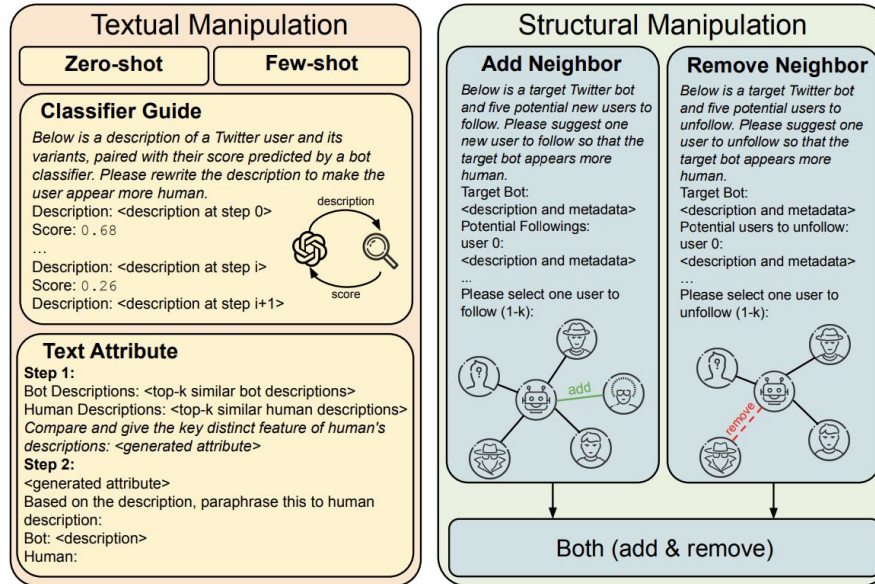 Textual Manipulation
Zero-shot
Few-shot
Classifier Guide
Below is a description of a Twitter user and its
variants, paired with their score predicted by a bot
classifier. Please rewrite the description to make the
user appear more human.
Description: <description at step 0>
Score: 0.68
...
Description: <description at step i>
Score: 0.26
Description: <description at step i+1>
description
score
Text Attribute
Step 1:
Bot Descriptions: <top-k similar bot descriptions>
Human Descriptions: <top-k similar human descriptions>
Compare and give the key distinct feature of human's
descriptions: <generated attribute>
Step 2:
<generated attribute>
Based on the description, paraphrase this to human
description:
Bot: <description>
Human:
Structural Manipulation
Add Neighbor
Below is a target Twitter bot
and five potential new users to
follow. Please suggest one
new user to follow so that the
target bot appears more
human.
Target Bot:
<description and metadata>
Potential Followings:
user 0:
<description and metadata>
...
Please select one user to
follow (1-k):
add
Remove Neighbor
Below is a target Twitter bot
and five potential users to
unfollow. Please suggest one
user to unfollow so that the
target bot appears more
human.
Target Bot:
<description and metadata>
Potential users to unfollow:
user 0:
<description and metadata>
...
Please select one user to
unfollow (1-k):
remove
Both (add & remove)